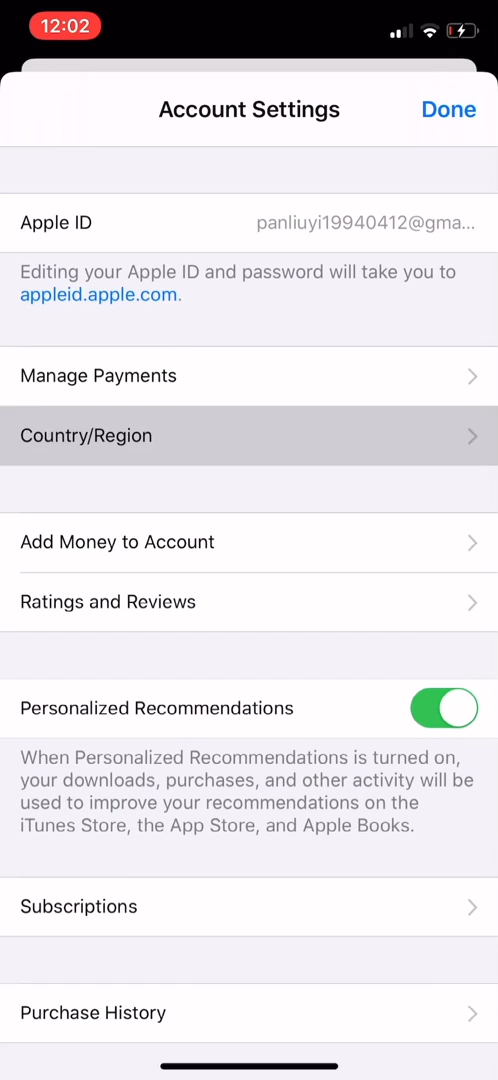 12:02
Account Settings
Done
Apple ID
panliuyi19940412@gma...
Editing your Apple ID and password will take you to
appleid.apple.com.
Manage Payments
Country/Region
Add Money to Account
Ratings and Reviews
Personalized Recommendations
When Personalized Recommendations is turned on,
your downloads, purchases, and other activity will be
used to improve your recommendations on the
iTunes Store, the App Store, and Apple Books.
Subscriptions
Purchase History